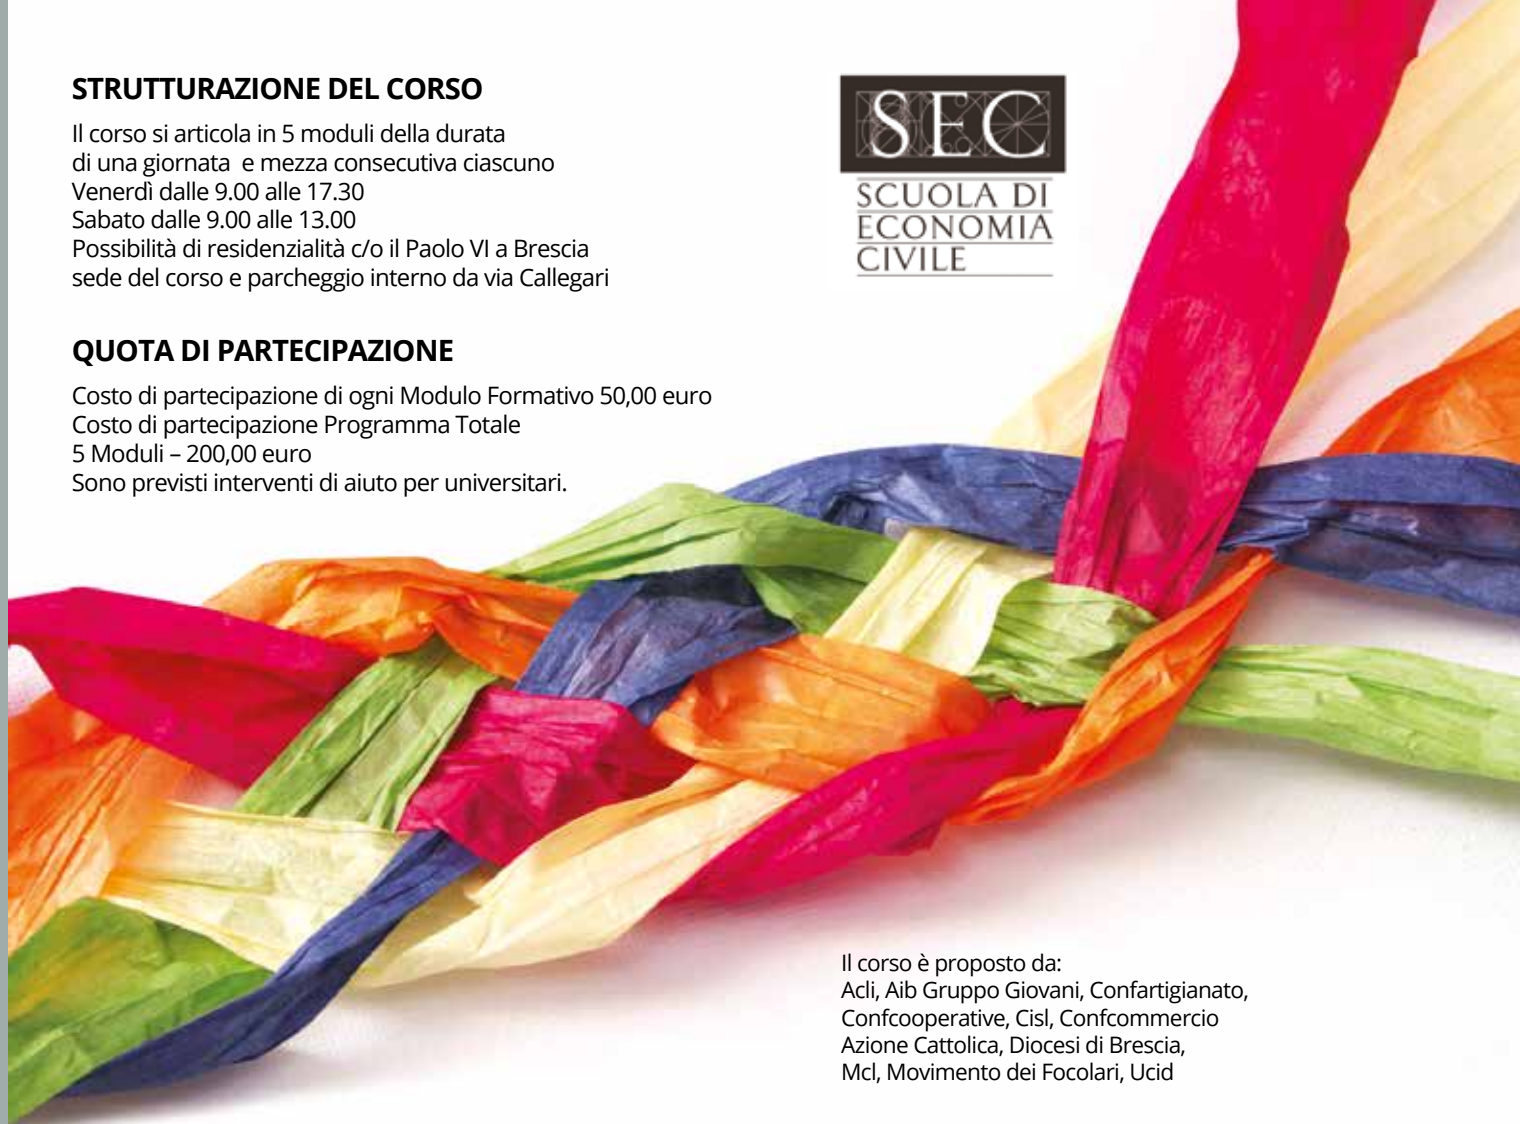 STRUTTURAZIONE DEL CORSO
Il corso si articola in 5 moduli della durata
di una giornata  e mezza consecutiva ciascuno
Venerdì dalle 9.00 alle 17.30
Sabato dalle 9.00 alle 13.00
Possibilità di residenzialità c/o il Paolo VI a Brescia
sede del corso e parcheggio interno da via Callegari
QUOTA DI PARTECIPAZIONE
Costo di partecipazione di ogni Modulo Formativo 50,00 euro
Costo di partecipazione Programma Totale
5 Moduli – 200,00 euro
Sono previsti interventi di aiuto per universitari.
SEC
SCUOLA DI
ECONOMIA
CIVILE
Il corso è proposto da:
Acli, Aib Gruppo Giovani, Confartigianato,
Confcooperative, Cisl, Confcommercio
Azione Cattolica, Diocesi di Brescia,
Mcl, Movimento dei Focolari, Ucid